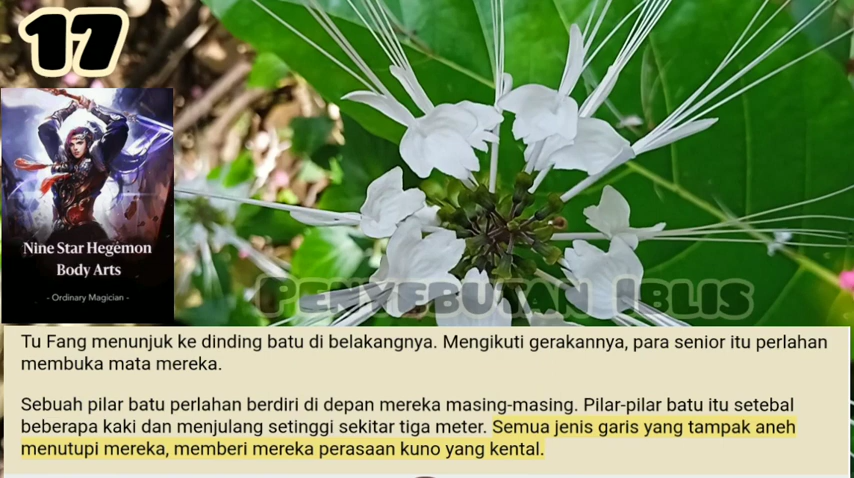 17
Nine Star Hegemon
Body Arts
- Ordinary Magician -
Penyebutan Iblis
Tu Fang menunjuk ke dinding batu di belakangnya. Mengikuti gerakannya, para senior itu perlahan
membuka mata mereka.
Sebuah pilar batu perlahan berdiri di depan mereka masing-masing. Pilar-pilar batu itu setebal
beberapa kaki dan menjulang setinggi sekitar tiga meter. Semua jenis garis yang tampak aneh
menutupi mereka, memberi mereka perasaan kuno yang kental.